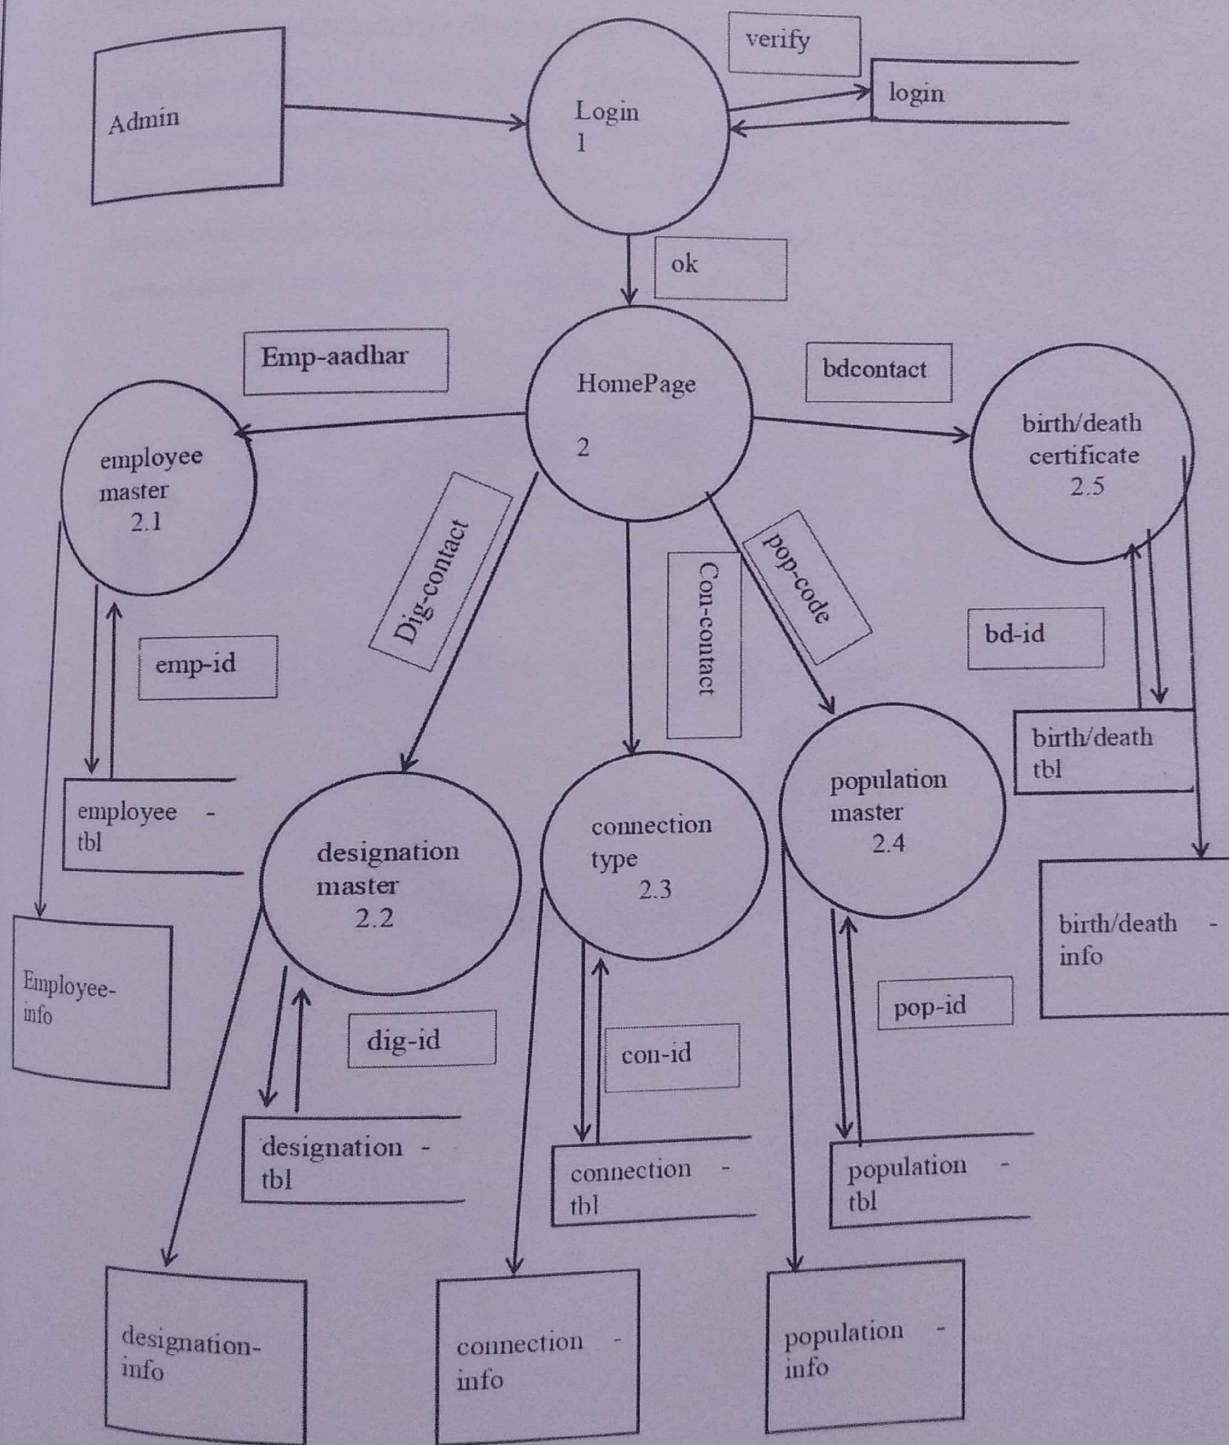 verify
login
Admin
Login
1
ok
Emp-aadhar
HomePage
2
bdcontact
birth/death
certificate
2.5
employee
master
2.1
Dig-contact
Con-contact
pop-code
emp-id
bd-id
birth/death
tbl
employee -
tbl
designation
master
2.2
connection
type
2.3
population
master
2.4
birth/death -
info
Employee-
info
dig-id
con-id
pop-id
designation -
tbl
connection -
tbl
population -
tbl
designation-
info
connection -
info
population -
info